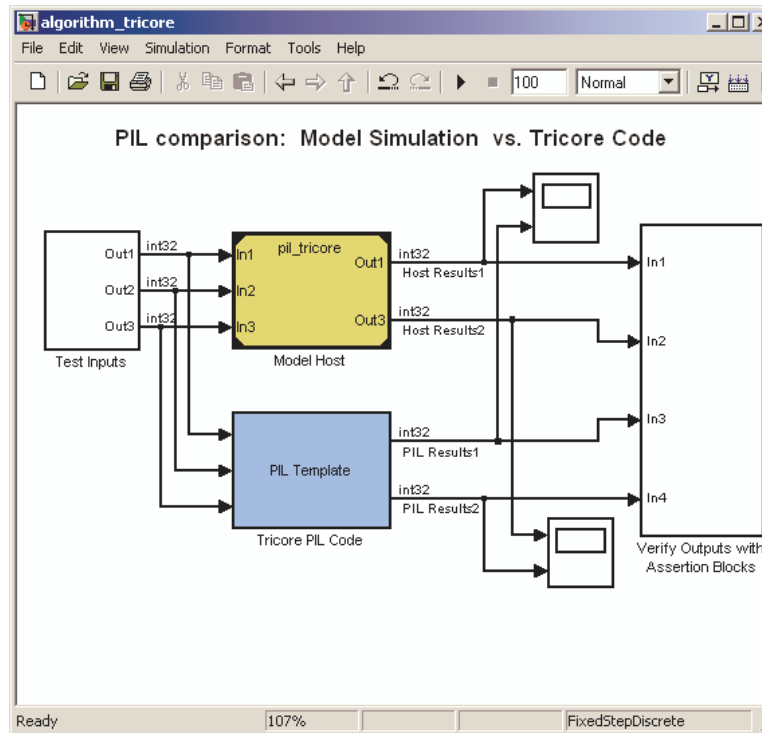 algorithm_tricore
File Edit View Simulation Format Tools Help
100 Normal
PIL comparison: Model Simulation vs. Tricore Code
Out1 int32
Out2 int32
Out3 int32
Test Inputs
pil_tricore
In1 Out1
In2
In3 Out3
Model Host
int32
Host Results1
int32
Host Results2
PIL Template
Tricore PIL Code
int32
PIL Results1
int32
PIL Results2
In1
In2
In3
In4
Verify Outputs with
Assertion Blocks
Ready 107% FixedStepDiscrete